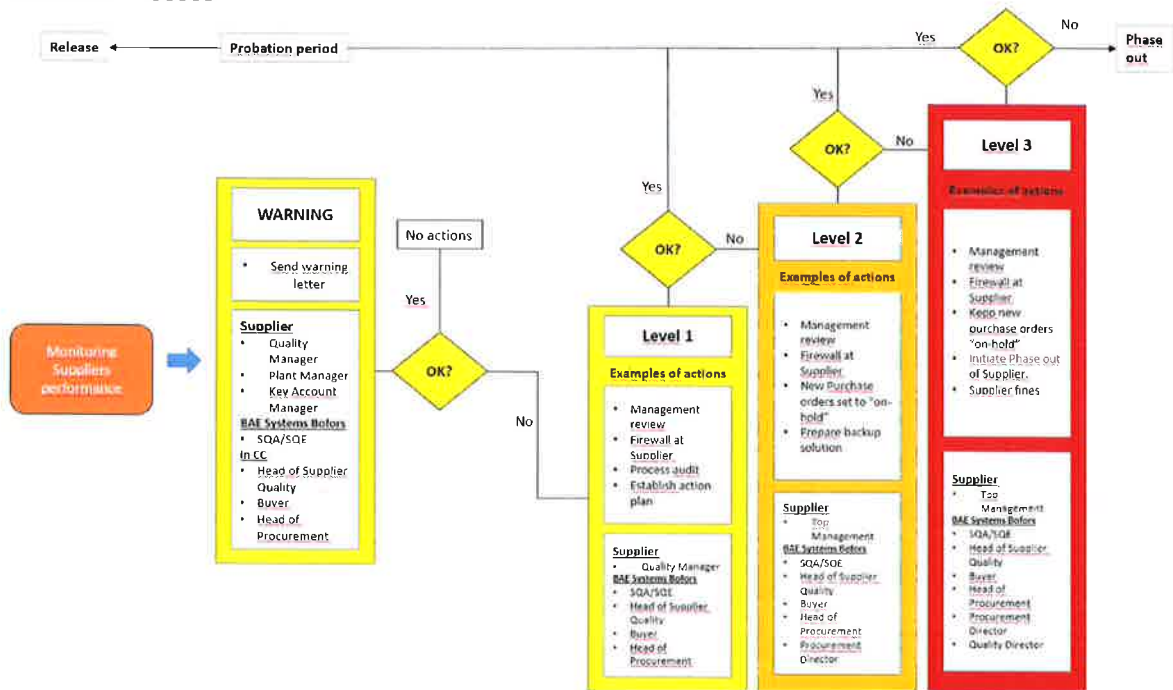 Release
Probation period
Yes
OK?
No
Phase
out
Yes
OK?
No
Level 3
Examples of actions
• Management
review
• Firewall at
Supplier
• Kepp new
purchase orders
"on-hold"
• Initiate Phase out
of Supplier.
• Supplier fines
Supplier
• Top
Management
BAE Systems Bofors
• SQA/SQE
• Head of Supplier
Quality
• Buyer
• Head of
Procurement
• Procurement
Director
• Quality Director
Yes
OK?
No
Level 2
Examples of actions
• Management
review
• Firewall at
Supplier
• New Purchase
orders set to "on-
hold"
• Prepare backup
solution
Supplier
• Top
Management
BAE Systems Bofors
• SQA/SQE
• Head of Supplier
Quality
• Buyer
• Head of
Procurement
• Procurement
Director
WARNING
• Send warning
letter
Supplier
• Quality
Manager
• Plant Manager
• Key Account
Manager
BAE Systems Bofors
• SQA/SQE
In CC
• Head of Supplier
Quality
• Buyer
• Head of
Procurement
No actions
Yes
OK?
No
Level 1
Examples of actions
• Management
review
• Firewall at
Supplier
• Process audit
• Establish action
plan
Supplier
• Quality Manager
BAE Systems Bofors
• SQA/SQE
• Head of Supplier
Quality
• Buyer
• Head of
Procurement
Monitoring
Suppliers
performance